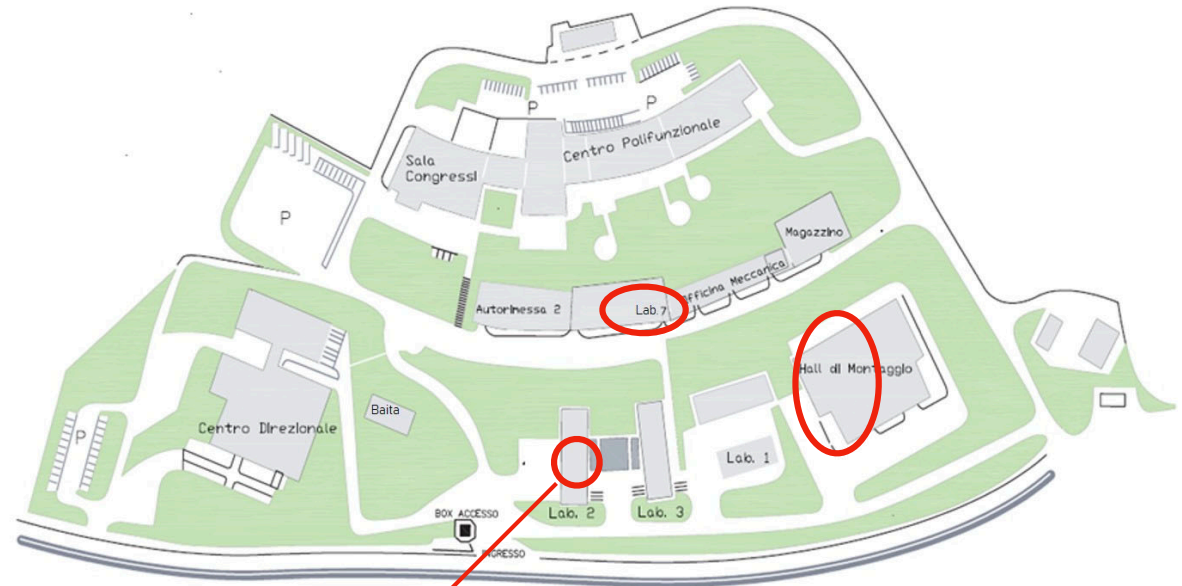 P
P
Centro Polifunzionale
Sala
Congressi
P
Magazzino
Officina Meccanica
Autorimessa 2
Lab. 7
Hall di Montaggio
Baita
Centro Direzionale
P
Lab. 1
Lab. 2
Lab. 3
BOX ACCESSO
INGRESSO